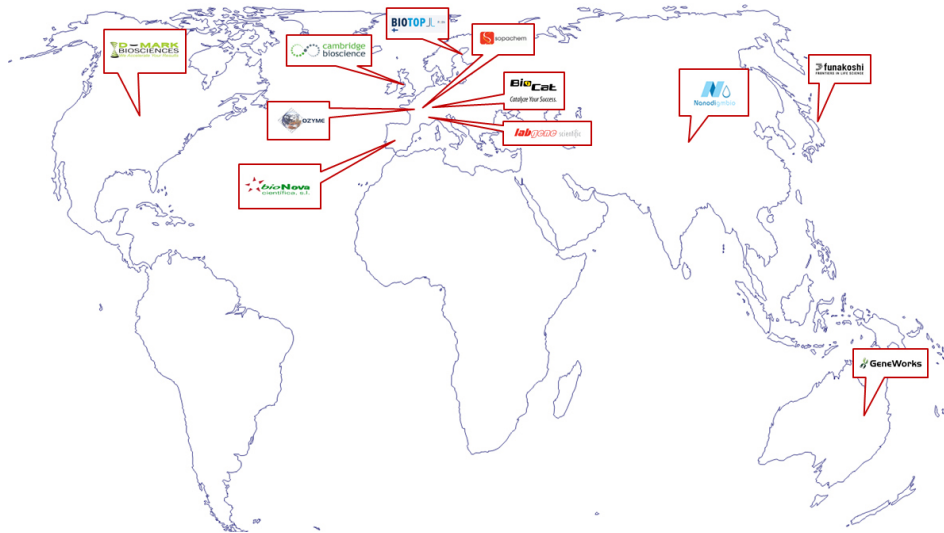 BIOTOP
sopachem
D-MARK
BIOSCIENCES
cambridge
bioscience
funakoshi
FRONTIERS IN LIFE SCIENCE
BioCat
Catalyze Your Success.
Nanodigmbio
OZYME
labgene scientific
bioNova
científica, s.l.
GeneWorks